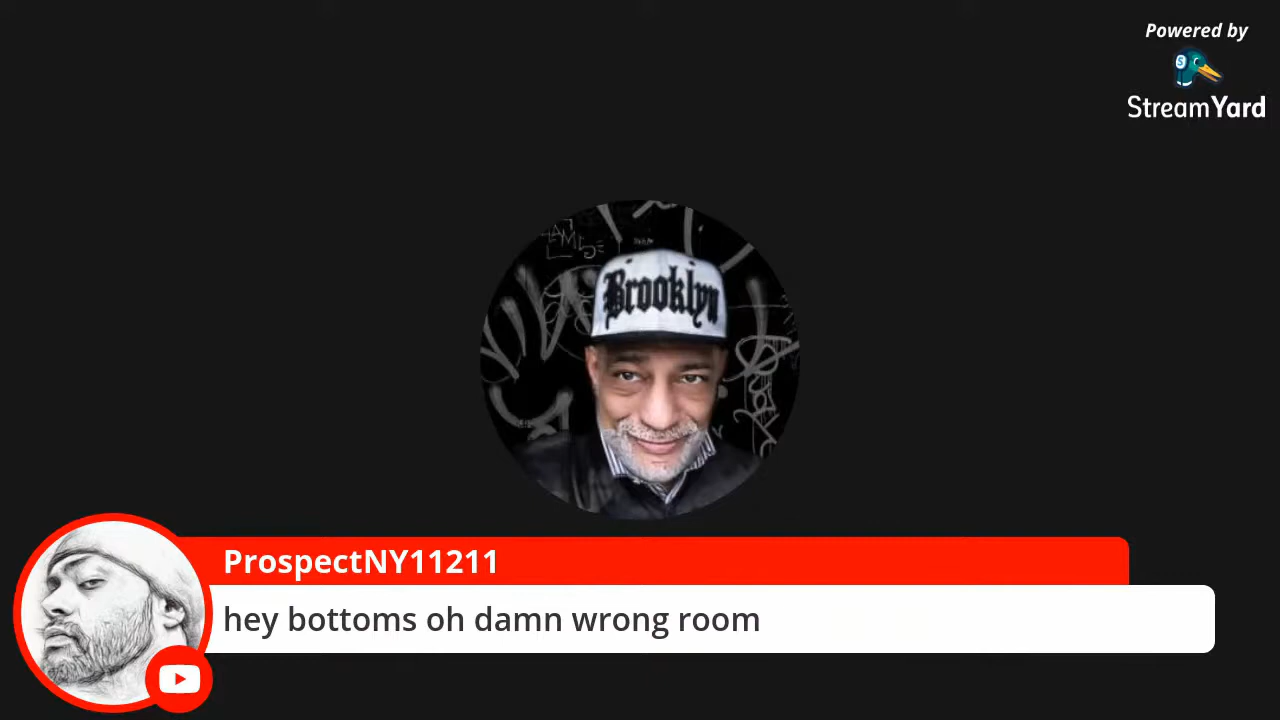 Powered by
StreamYard
Brooklyn
ProspectNY11211
hey bottoms oh damn wrong room